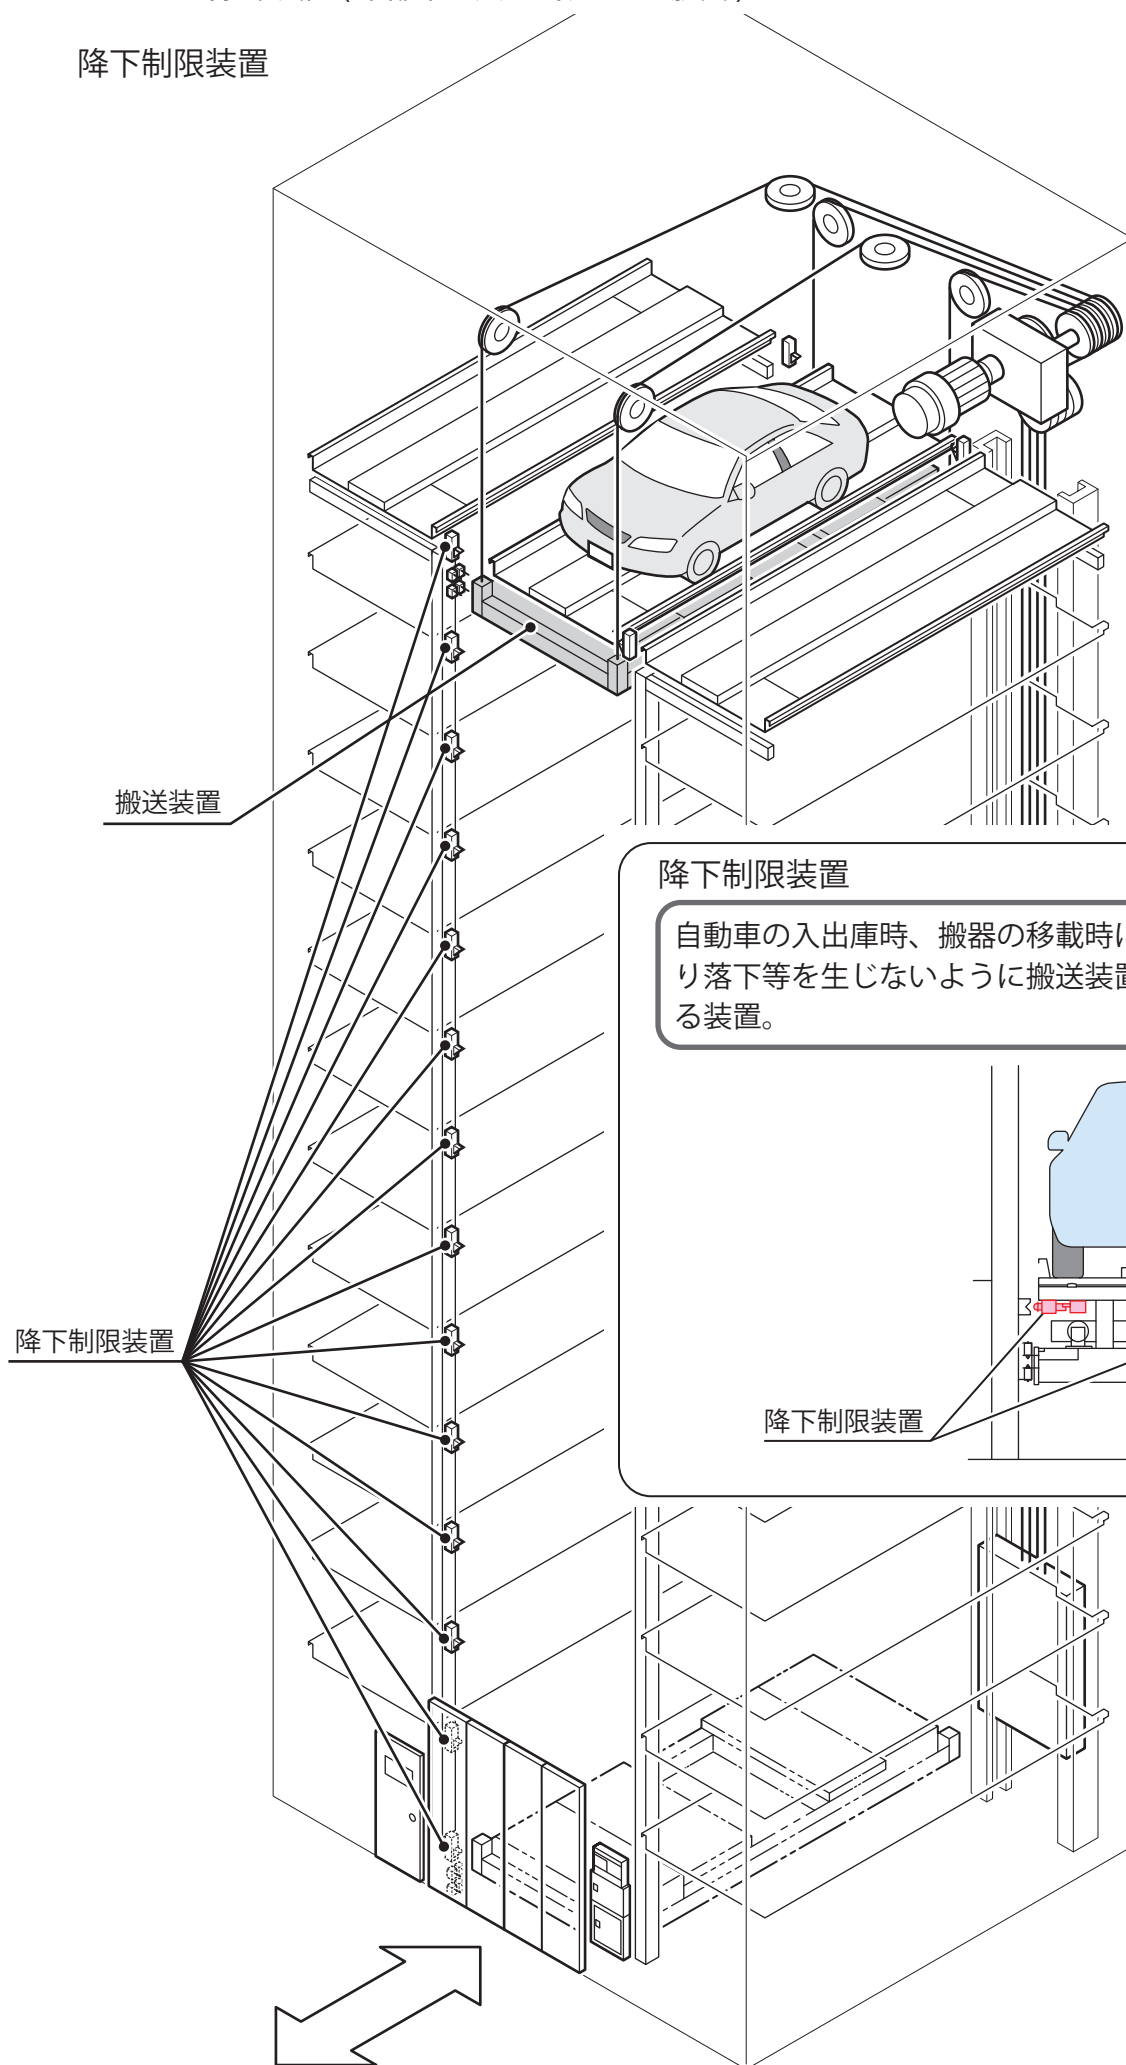 降下制限装置
搬送装置
降下制限装置
自動車の入出庫時、搬器の移載時に
り落下等を生じないように搬送装置
る装置。
降下制限装置
降下制限装置